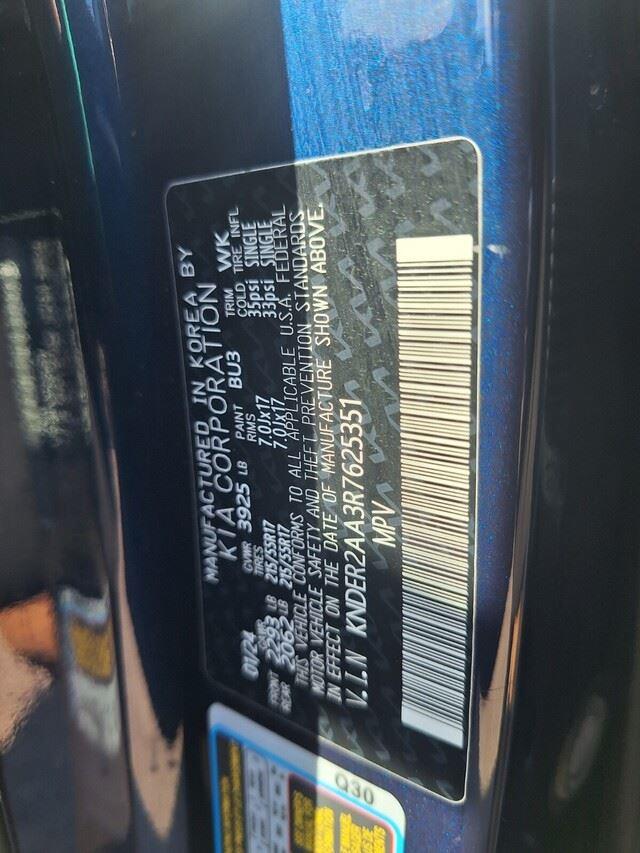 MANUFACTURED IN KOREA BY
KIA CORPORATION
01/24 GVWR 3925 LB PAINT BU3 TRIM WK
GAWR TIRES RIMS COLD TIRE INFL
FRONT 2293 LB 215/55R17 7.0Jx17 35psi SINGLE
REAR 2062 LB 215/55R17 7.0Jx17 33psi SINGLE
THIS VEHICLE CONFORMS TO ALL APPLICABLE U.S.A. FEDERAL
MOTOR VEHICLE SAFETY AND THEFT PREVENTION STANDARDS
IN EFFECT ON THE DATE OF MANUFACTURE SHOWN ABOVE.
V.I.N KNDER2AA3R7625351
MPV
Q30